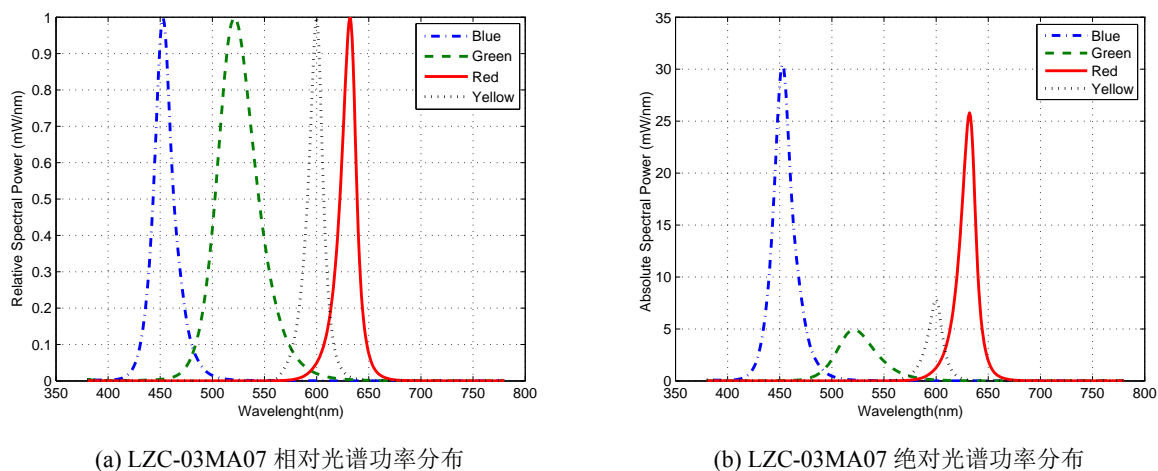 Relative Spectral Power (mW/nm)
1
0.9
0.8
0.7
0.6
0.5
0.4
0.3
0.2
0.1
0
350 400 450 500 550 600 650 700 750 800
Wavelenght(nm)
Blue
Green
Red
Yellow
(a) LZC-03MA07 相对光谱功率分布
Absolute Spectral Power (mW/nm)
35
30
25
20
15
10
5
0
350 400 450 500 550 600 650 700 750 800
Wavelenght(nm)
Blue
Green
Red
Yellow
(b) LZC-03MA07 绝对光谱功率分布